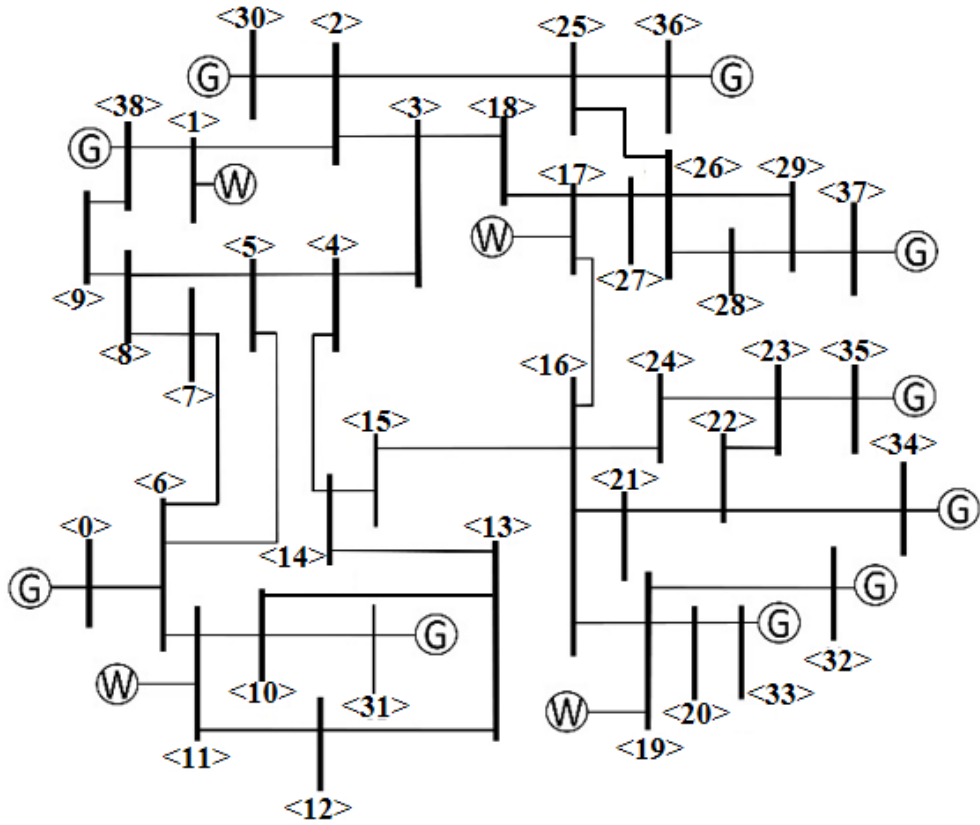 <30> <2> <25> <36>
G G
<38> <1> <3> <18>
G <17> <26> <29> <37>
W
<5> <4> W G
<9> <27> <28>
<8> <16> <24> <23> <35>
<7> G
<15> <22> <34>
<6> <21>
<0> <14> <13> G
G <32>
G
G G
W <10> <31> W <20> <33>
<11> <19>
<12>